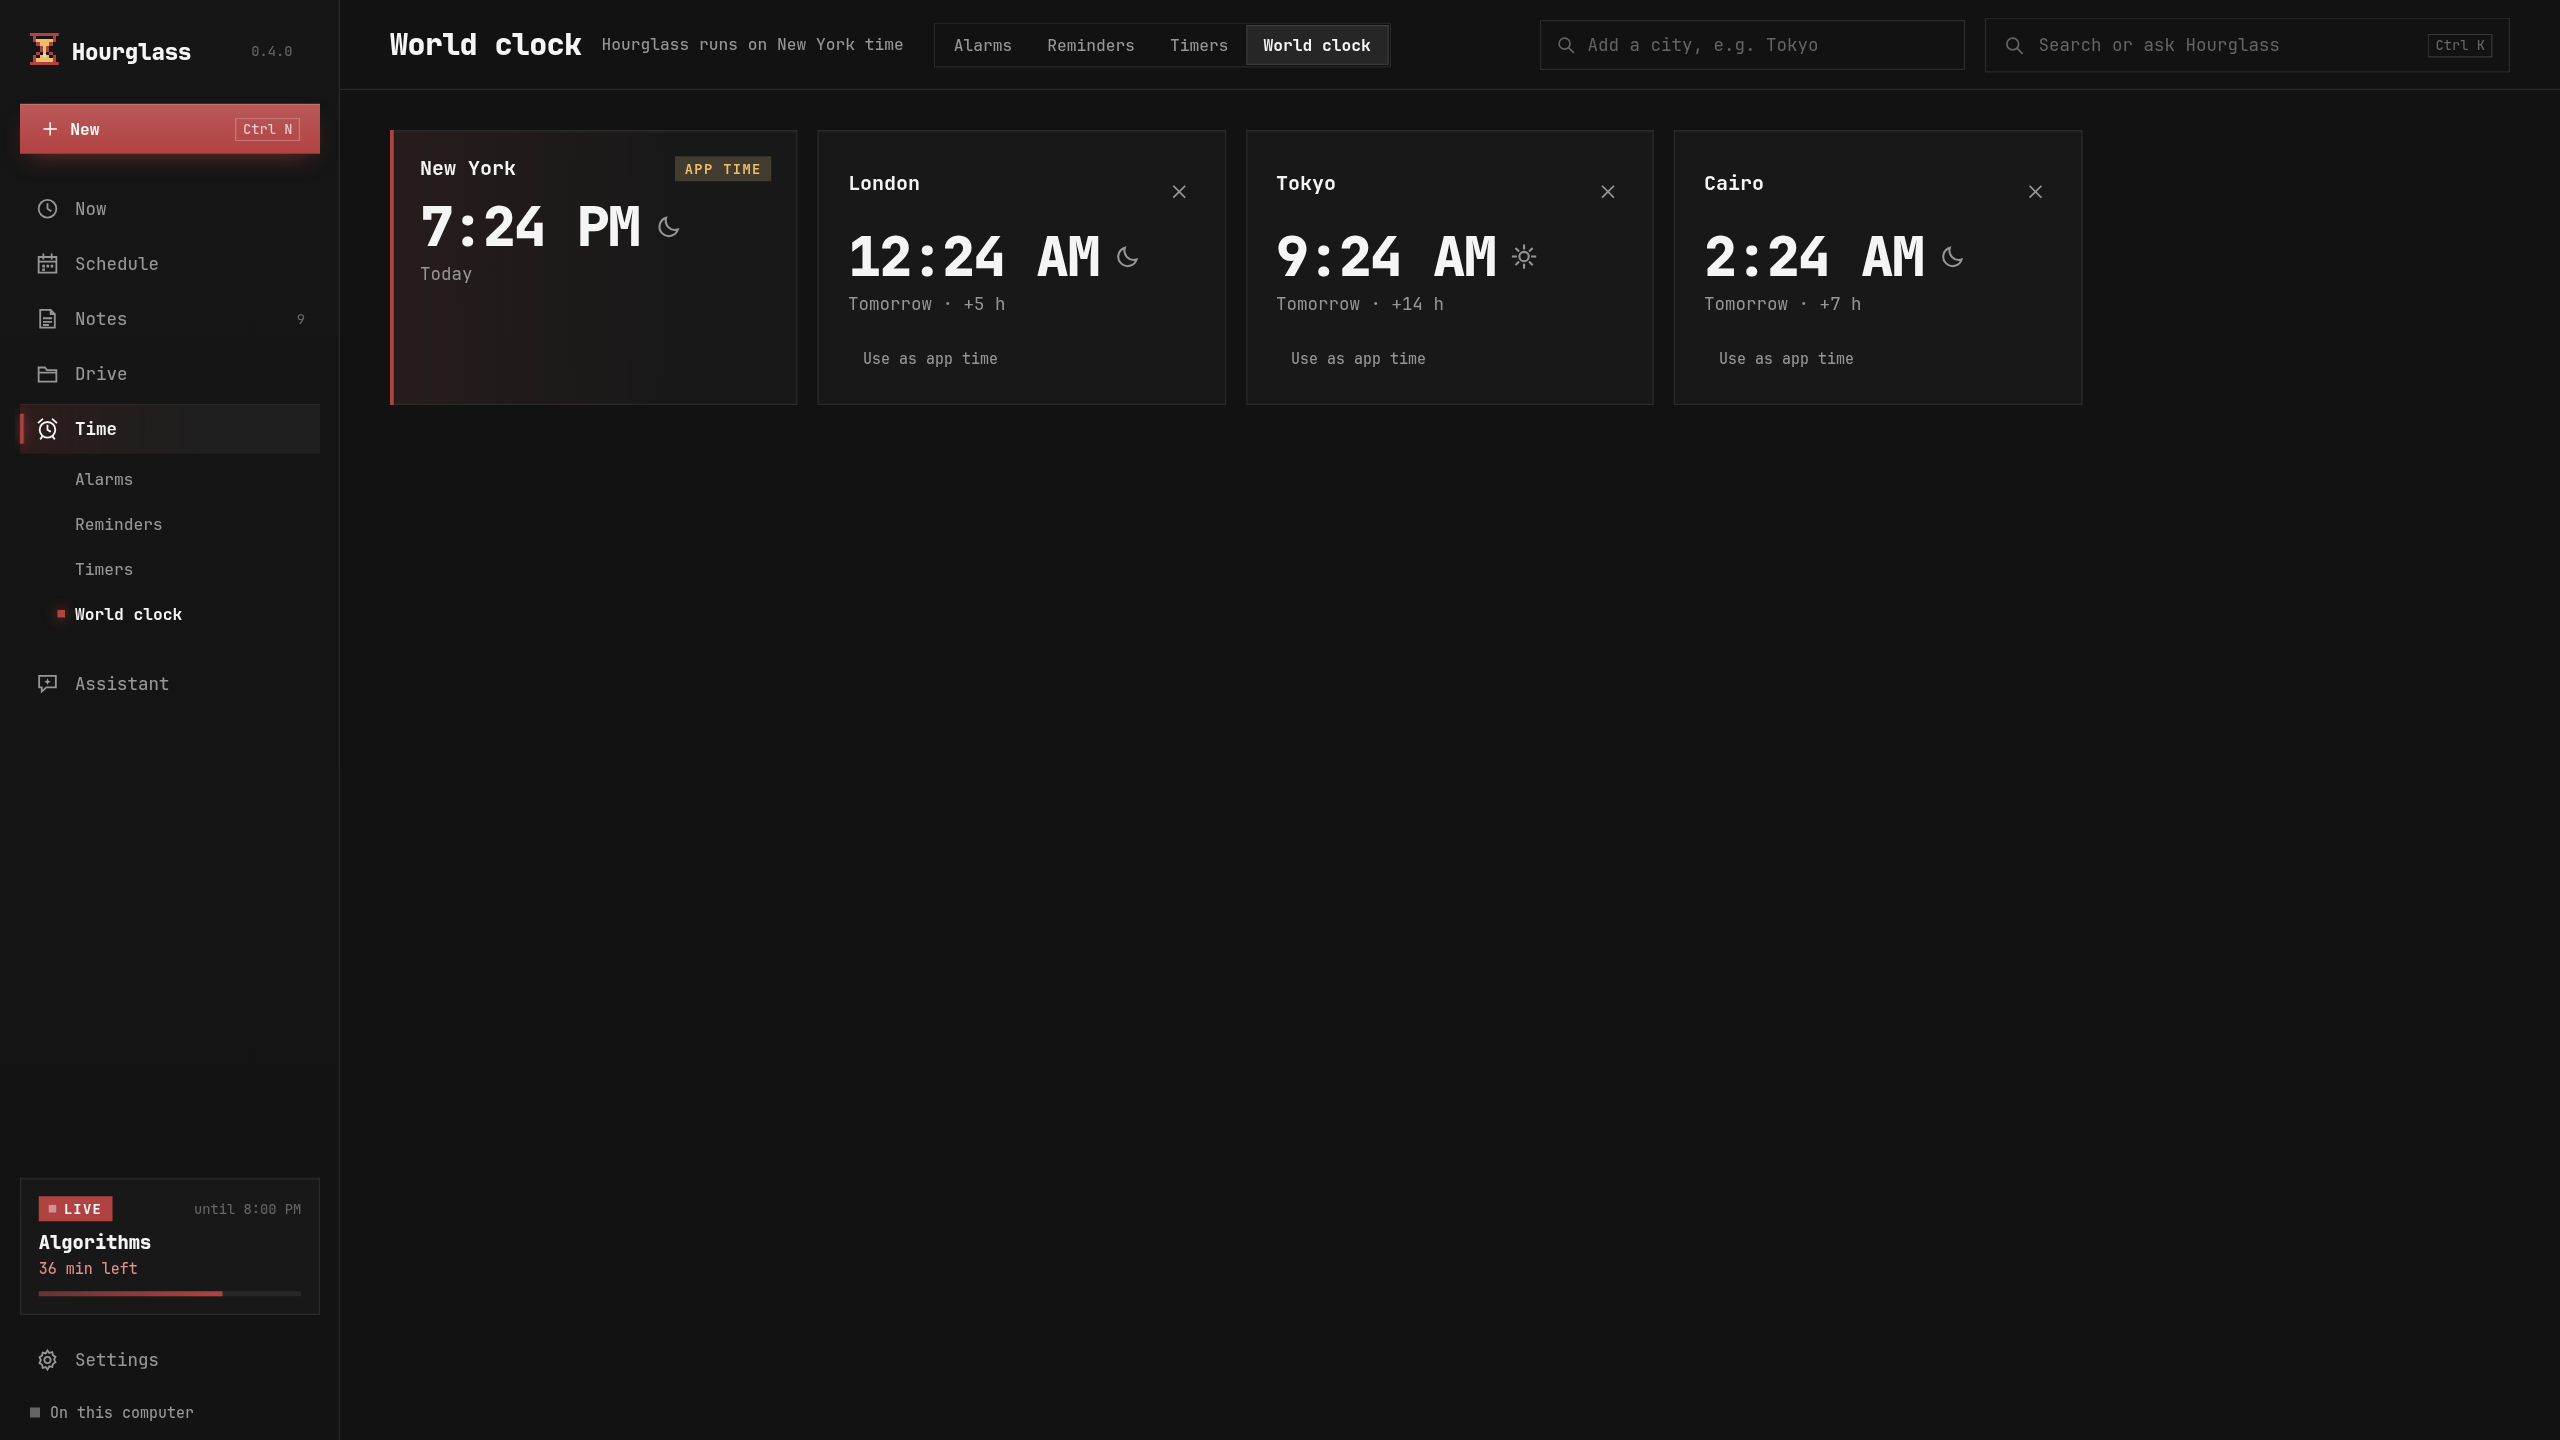 Hourglass 0.4.0
New Ctrl N
Now
Schedule
Notes 9
Drive
Time
Alarms
Reminders
Timers
World clock
Assistant
LIVE until 8:00 PM
Algorithms
36 min left
Settings
On this computer
World clock Hourglass runs on New York time Alarms Reminders Timers World clock Add a city, e.g. Tokyo Search or ask Hourglass Ctrl K
New York APP TIME
7:24 PM
Today
London
12:24 AM
Tomorrow · +5 h
Use as app time
Tokyo
9:24 AM
Tomorrow · +14 h
Use as app time
Cairo
2:24 AM
Tomorrow · +7 h
Use as app time